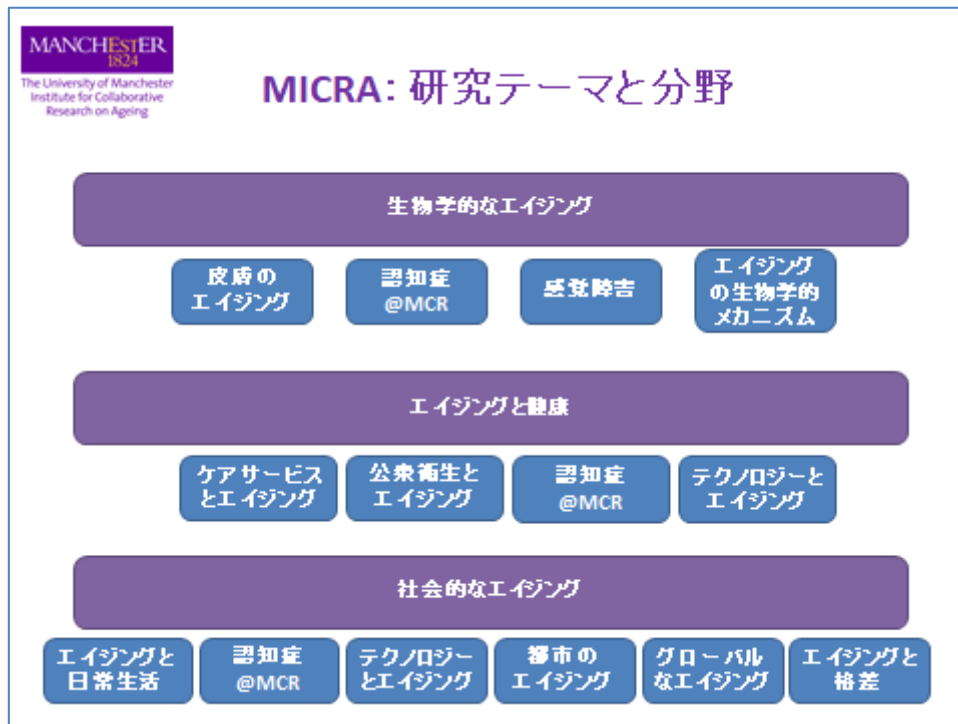 MANCHESTER
1824
The University of Manchester
Institute for Collaborative
Research on Ageing
MICRA: 研究テーマと分野
生物学的なエイジング
皮膚の
エイジング
認知症
@MCR
感覚障害
エイジング
の生物学的
メカニズム
エイジングと健康
ケアサービス
とエイジング
公衆衛生と
エイジング
認知症
@MCR
テクノロジーと
エイジング
社会的なエイジング
エイジングと
日常生活
認知症
@MCR
テクノロジー
とエイジング
都市の
エイジング
グローバル
なエイジング
エイジングと
格差